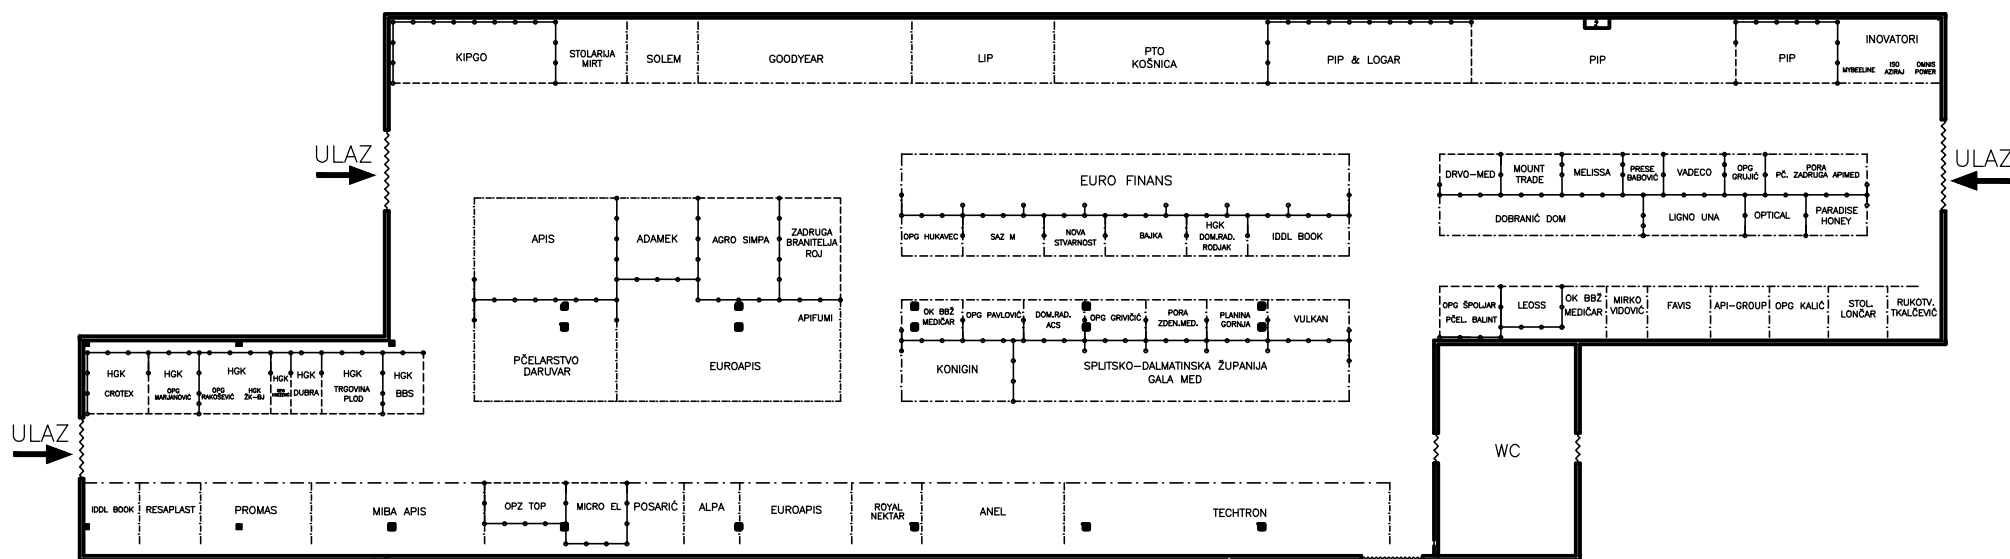 KIPGO
STOLARIJA
MIRT
SOLEM
GOODYEAR
LIP
PTO
KOŠNICA
PIP & LOGAR
PIP
2
PIP
INOVATORI
MYBEELINE
ISO
AZIRAJ
OMNIS
POWER
ULAZ
ULAZ
EURO FINANS
OPG HUKAVEC
SAZ M
NOVA
STVARNOST
BAJKA
HGK
DOM.RAD.
RODJAK
IDDL BOOK
DRVO-MED
MOUNT
TRADE
MELISSA
PRESE
BABOVIĆ
VADECO
OPG
GRUJIĆ
PORA
PČ. ZADRUGA APIMED
DOBRANIĆ DOM
LIGNO UNA
OPTICAL
PARADISE
HONEY
APIS
ADAMEK
AGRO SIMPA
ZADRUGA
BRANITELJA
ROJ
APIFUMI
PČELARSTVO
DARUVAR
EUROAPIS
OK BBŽ
MEDIČAR
OPG PAVLOVIĆ
DOM.RAD.
ACS
OPG GRIVIČIĆ
PORA
ZDEN.MED.
PLANINA
GORNJA
VULKAN
KONIGIN
SPLITSKO-DALMATINSKA ŽUPANIJA
GALA MED
OPG ŠPOLJAR
PČEL. BALINT
LEOSS
OK BBŽ
MEDIČAR
MIRKO
VIDOVIĆ
FAVIS
API-GROUP
OPG KALIĆ
STOL.
LONČAR
RUKOTV.
TKALČEVIĆ
HGK
CROTEX
HGK
OPG
MARJANOVIĆ
HGK
OPG
RAKOŠEVIĆ
HGK
ŽK-BJ
HGK
HGK
DUBRA
HGK
TRGOVINA
PLOD
HGK
BBS
ULAZ
WC
IDDL BOOK
RESAPLAST
PROMAS
MIBA APIS
OPZ TOP
MICRO EL
POSARIĆ
ALPA
EUROAPIS
ROYAL
NEKTAR
ANEL
TECHTRON